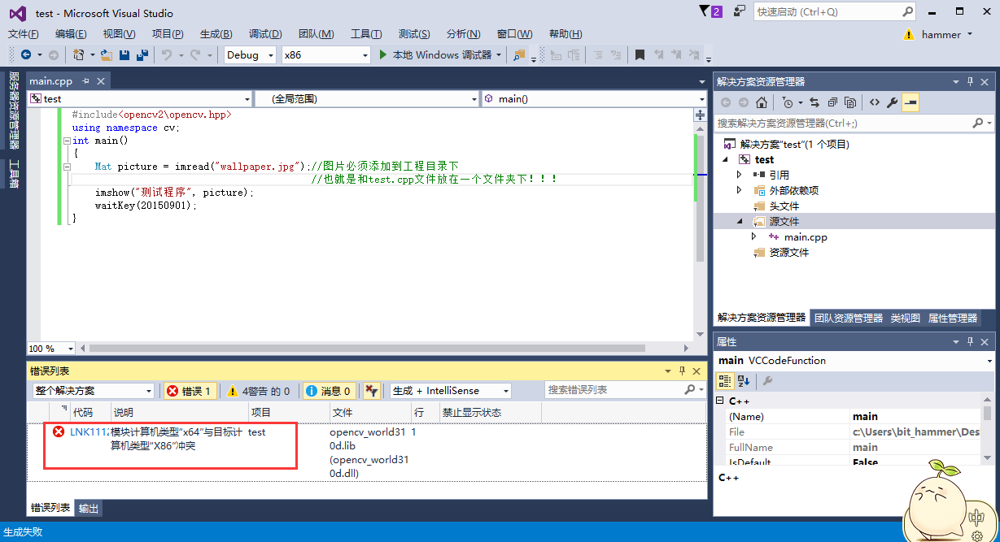 test - Microsoft Visual Studio
2
快速启动 (Ctrl+Q)
文件(F) 编辑(E) 视图(V) 项目(P) 生成(B) 调试(D) 团队(M) 工具(T) 测试(S) 分析(N) 窗口(W) 帮助(H)
hammer
Debug x86 本地 Windows 调试器
服务器资源管理器
工具箱
main.cpp
test (全局范围) main()
#include<opencv2\opencv.hpp>
using namespace cv;
int main()
{
Mat picture = imread("wallpaper.jpg");//图片必须添加到工程目录下
//也就是和test.cpp文件放在一个文件夹下！！！
imshow("测试程序", picture);
waitKey(20150901);
}
100 %
错误列表
整个解决方案 错误 1 4警告的 0 消息 0 生成 + IntelliSense 搜索错误列表
代码 说明 项目 文件 行 禁止显示状态
LNK1112 模块计算机类型“x64”与目标计 test opencv_world31 1
算机类型“X86”冲突 0d.lib
(opencv_world31
0d.dll)
错误列表 输出
生成失败
解决方案资源管理器
搜索解决方案资源管理器(Ctrl+;)
解决方案"test"(1 个项目)
test
引用
外部依赖项
头文件
源文件
main.cpp
资源文件
解决方案资源管理器 团队资源管理器 类视图 属性管理器
属性
main VCCodeFunction
C++
(Name) main
File c:\Users\bit_hammer\Des
FullName main
IsDefault False
C++
中